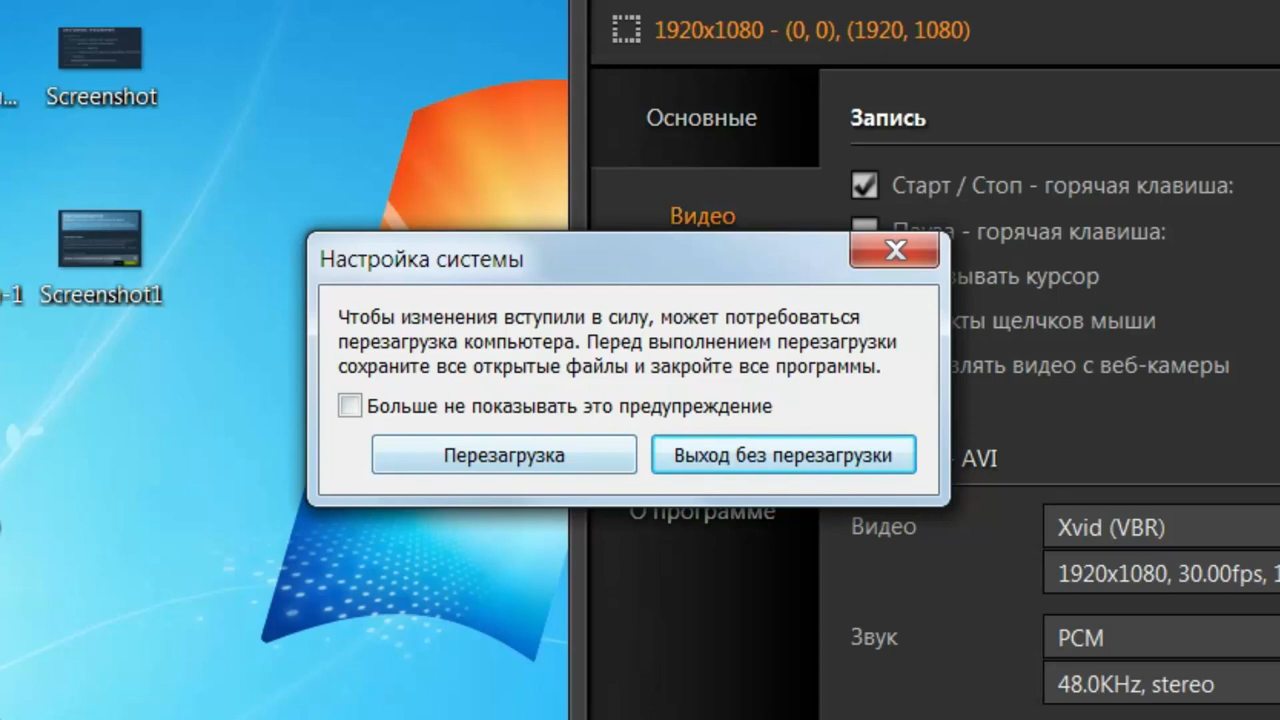 Screenshot
Screenshot1
1920x1080 - (0, 0), (1920, 1080)
Основные
Видео
О программе
Запись
Старт / Стоп - горячая клавиша:
- горячая клавиша:
курсор
щелчков мыши
видео с веб-камеры
AVI
Видео
Xvid (VBR)
1920x1080, 30.00fps,
Звук
PCM
48.0KHz, stereo
Настройка системы
Чтобы изменения вступили в силу, может потребоваться
перезагрузка компьютера. Перед выполнением перезагрузки
сохраните все открытые файлы и закройте все программы.
Больше не показывать это предупреждение
Перезагрузка
Выход без перезагрузки